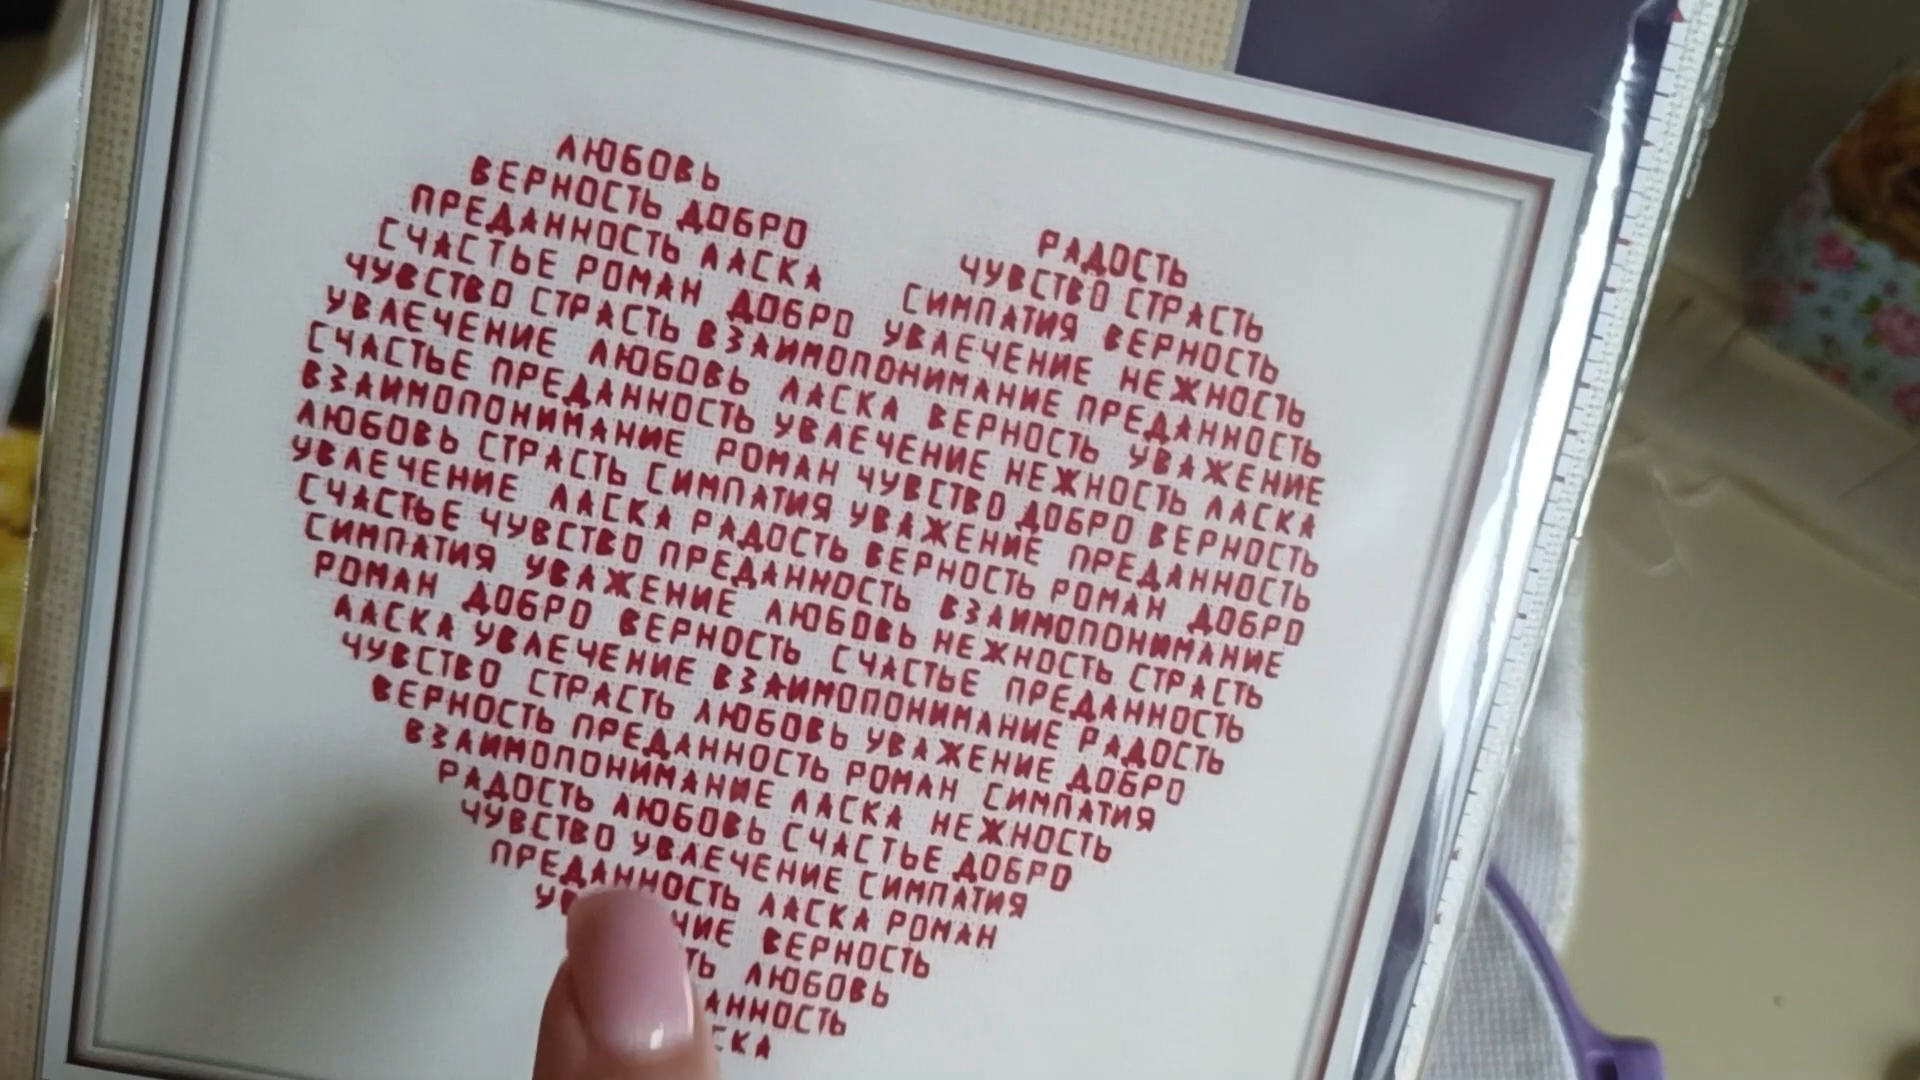 ЛЮБОВЬ РАДОСТЬ
ВЕРНОСТЬ ДОБРО ЧУВСТВО СТРАСТЬ
ПРЕДАННОСТЬ ЛАСКА СИМПАТИЯ ВЕРНОСТЬ
СЧАСТЬЕ РОМАН ДОБРО УВЛЕЧЕНИЕ НЕЖНОСТЬ
ЧУВСТВО СТРАСТЬ ВЗАИМОПОНИМАНИЕ ПРЕДАННОСТЬ
УВЛЕЧЕНИЕ ЛЮБОВЬ ЛАСКА ВЕРНОСТЬ УВАЖЕНИЕ
СЧАСТЬЕ ПРЕДАННОСТЬ УВЛЕЧЕНИЕ НЕЖНОСТЬ ЛАСКА
ВЗАИМОПОНИМАНИЕ РОМАН ЧУВСТВО ДОБРО ВЕРНОСТЬ
ЛЮБОВЬ СТРАСТЬ СИМПАТИЯ УВАЖЕНИЕ ПРЕДАННОСТЬ
УВЛЕЧЕНИЕ ЛАСКА РАДОСТЬ ВЕРНОСТЬ РОМАН ДОБРО
СЧАСТЬЕ ЧУВСТВО ПРЕДАННОСТЬ ВЗАИМОПОНИМАНИЕ
СИМПАТИЯ УВАЖЕНИЕ ЛЮБОВЬ НЕЖНОСТЬ СТРАСТЬ
РОМАН ДОБРО ВЕРНОСТЬ СЧАСТЬЕ ПРЕДАННОСТЬ
ЛАСКА УВЛЕЧЕНИЕ ВЗАИМОПОНИМАНИЕ РАДОСТЬ
ЧУВСТВО СТРАСТЬ ЛЮБОВЬ УВАЖЕНИЕ ДОБРО
ВЕРНОСТЬ ПРЕДАННОСТЬ РОМАН СИМПАТИЯ
ВЗАИМОПОНИМАНИЕ ЛАСКА НЕЖНОСТЬ
РАДОСТЬ ЛЮБОВЬ СЧАСТЬЕ ДОБРО
ЧУВСТВО УВЛЕЧЕНИЕ СИМПАТИЯ
ПРЕДАННОСТЬ ЛАСКА РОМАН
ВЕРНОСТЬ
ЛЮБОВЬ